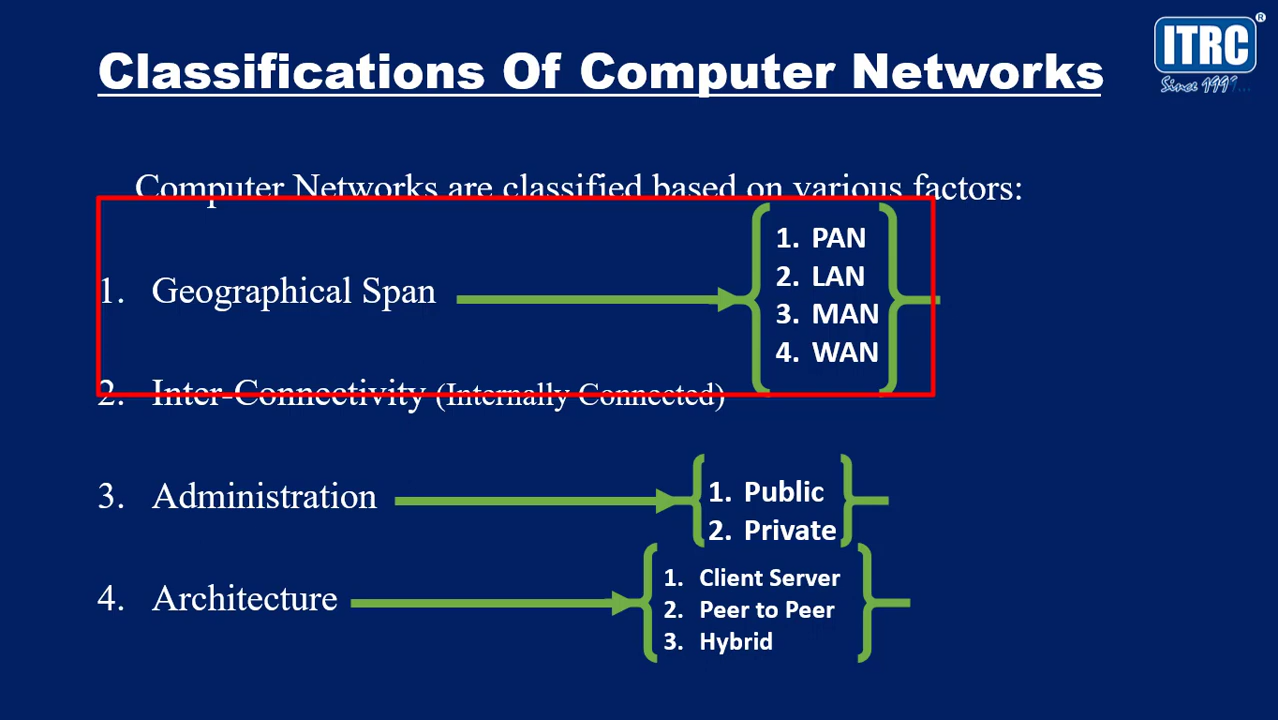 Classifications Of Computer Networks
ITRC
®
Since 1999...
Computer Networks are classified based on various factors:
1. Geographical Span
1. PAN
2. LAN
3. MAN
4. WAN
2. Inter-Connectivity (Internally Connected)
3. Administration
1. Public
2. Private
4. Architecture
1. Client Server
2. Peer to Peer
3. Hybrid